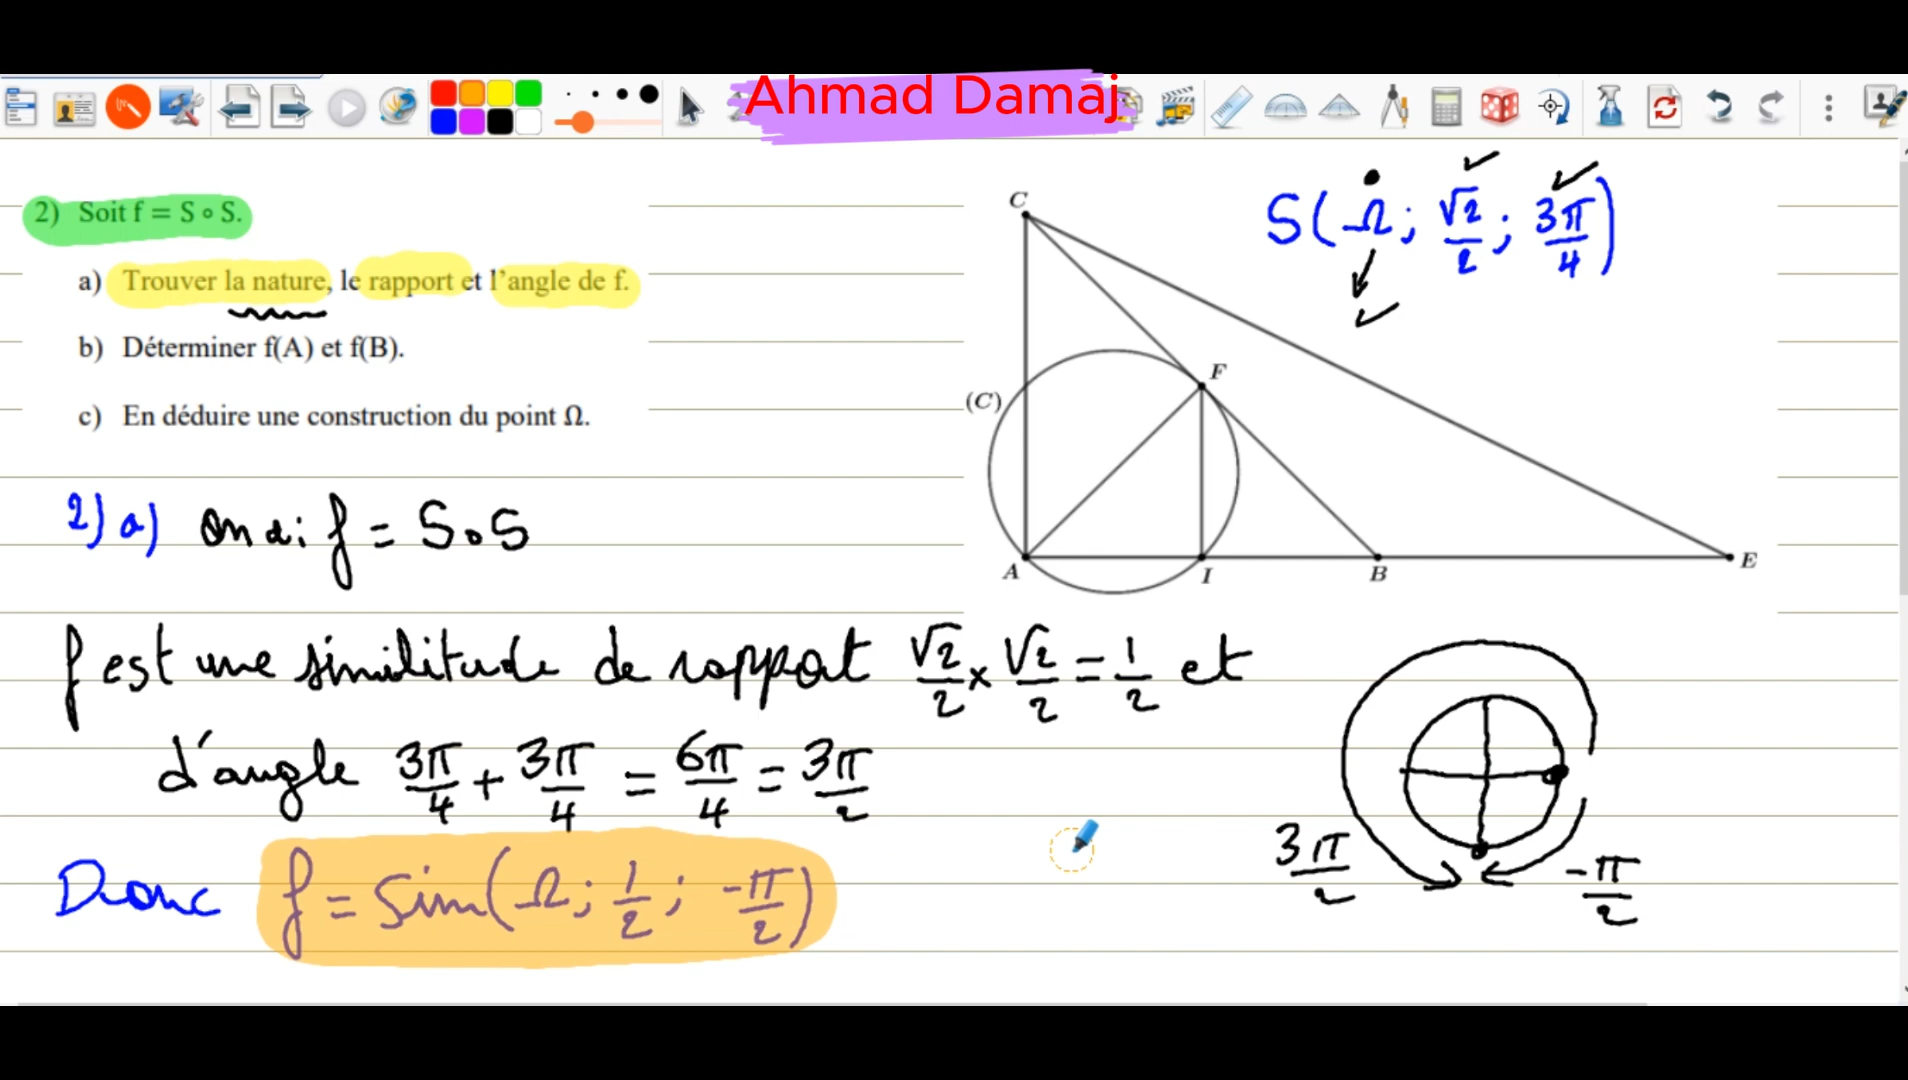 Ahmad Damaj
2) Soit f = S ∘ S.
a) Trouver la nature, le rapport et l'angle de f.
b) Déterminer f(A) et f(B).
c) En déduire une construction du point Ω.
S(Ω; √2/2; 3π/4)
C
F
(C)
A
I
B
E
2) a) On a: f = S∘S
f est une similitude de rapport √2/2 × √2/2 = 1/2 et
d'angle 3π/4 + 3π/4 = 6π/4 = 3π/2
Donc f = Sim(Ω; 1/2; -π/2)
3π/2
-π/2